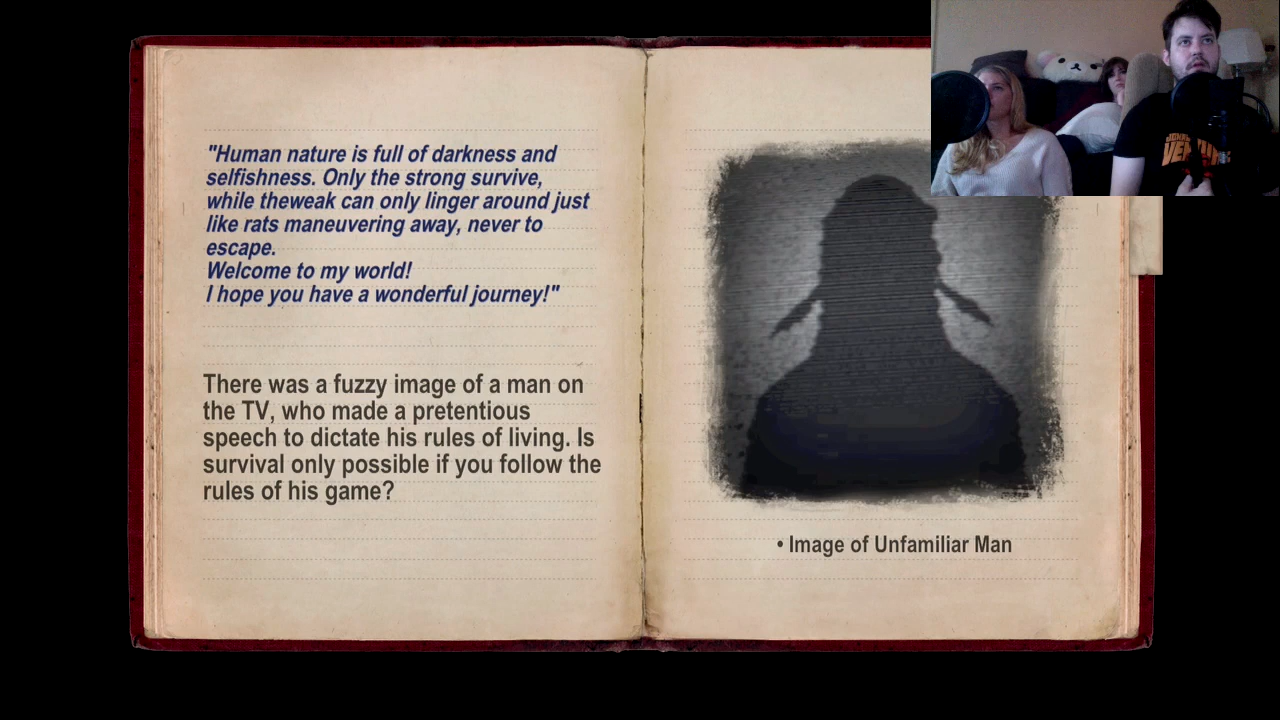 "Human nature is full of darkness and
selfishness. Only the strong survive,
while theweak can only linger around just
like rats maneuvering away, never to
escape.
Welcome to my world!
I hope you have a wonderful journey!"
There was a fuzzy image of a man on
the TV, who made a pretentious
speech to dictate his rules of living. Is
survival only possible if you follow the
rules of his game?
• Image of Unfamiliar Man